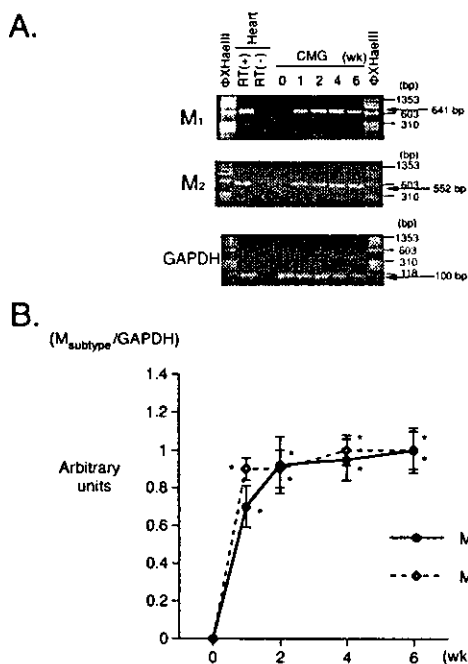 A.
Heart
CMG (wk)
ΦXHaeIII RT(+) RT(-) 0 1 2 4 6 ΦXHaeIII
(bp)
M1
1353
603
310
641 bp
(bp)
M2
1353
603
310
552 bp
(bp)
GAPDH
1353
603
310
118
100 bp
B.
(Msubtype/GAPDH)
Arbitrary
units
1.4
1.2
1
0.8
0.6
0.4
0.2
0
* * * * * * * *
M
M
0 2 4 6 (wk